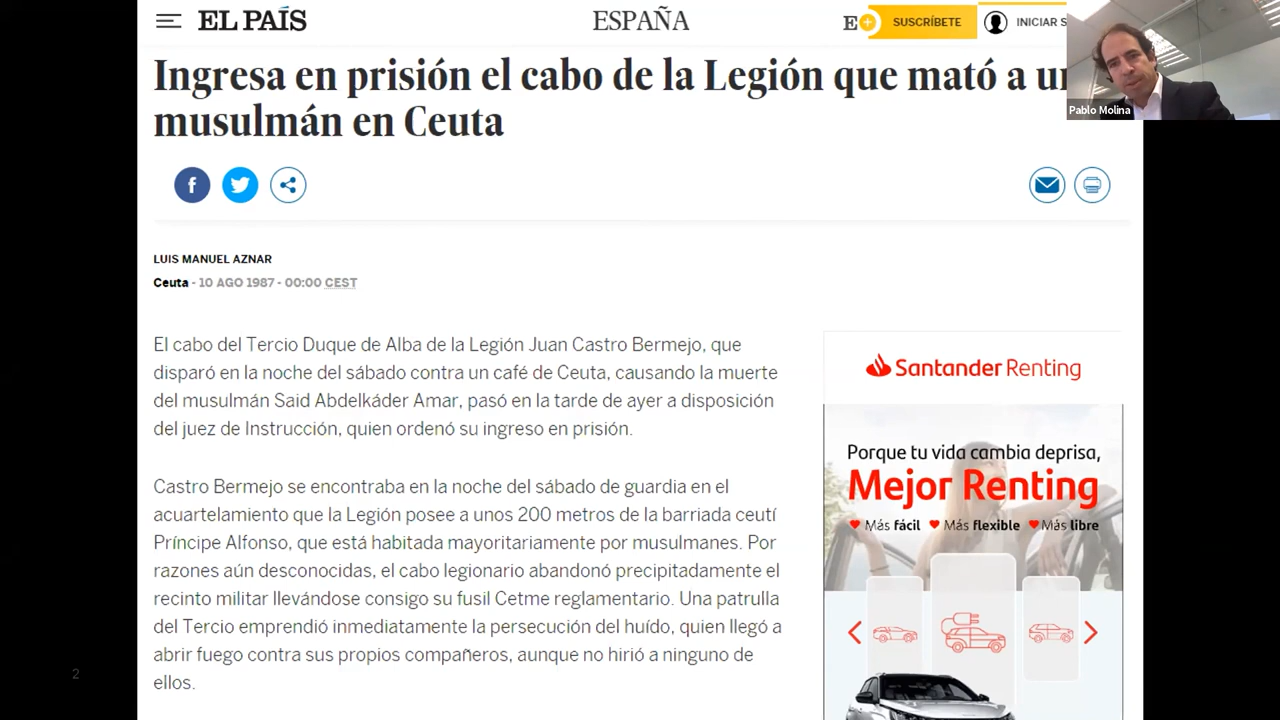 EL PAÍS
ESPAÑA
E+
SUSCRÍBETE
INICIAR S
Pablo Molina
Ingresa en prisión el cabo de la Legión que mató a un
musulmán en Ceuta
LUIS MANUEL AZNAR
Ceuta - 10 AGO 1987 - 00:00 CEST
El cabo del Tercio Duque de Alba de la Legión Juan Castro Bermejo, que
disparó en la noche del sábado contra un café de Ceuta, causando la muerte
del musulmán Said Abdelkáder Amar, pasó en la tarde de ayer a disposición
del juez de Instrucción, quien ordenó su ingreso en prisión.
Castro Bermejo se encontraba en la noche del sábado de guardia en el
acuartelamiento que la Legión posee a unos 200 metros de la barriada ceutí
Príncipe Alfonso, que está habitada mayoritariamente por musulmanes. Por
razones aún desconocidas, el cabo legionario abandonó precipitadamente el
recinto militar llevándose consigo su fusil Cetme reglamentario. Una patrulla
del Tercio emprendió inmediatamente la persecución del huído, quien llegó a
abrir fuego contra sus propios compañeros, aunque no hirió a ninguno de
ellos.
Santander Renting
Porque tu vida cambia deprisa,
Mejor Renting
Más fácil Más flexible Más libre
2